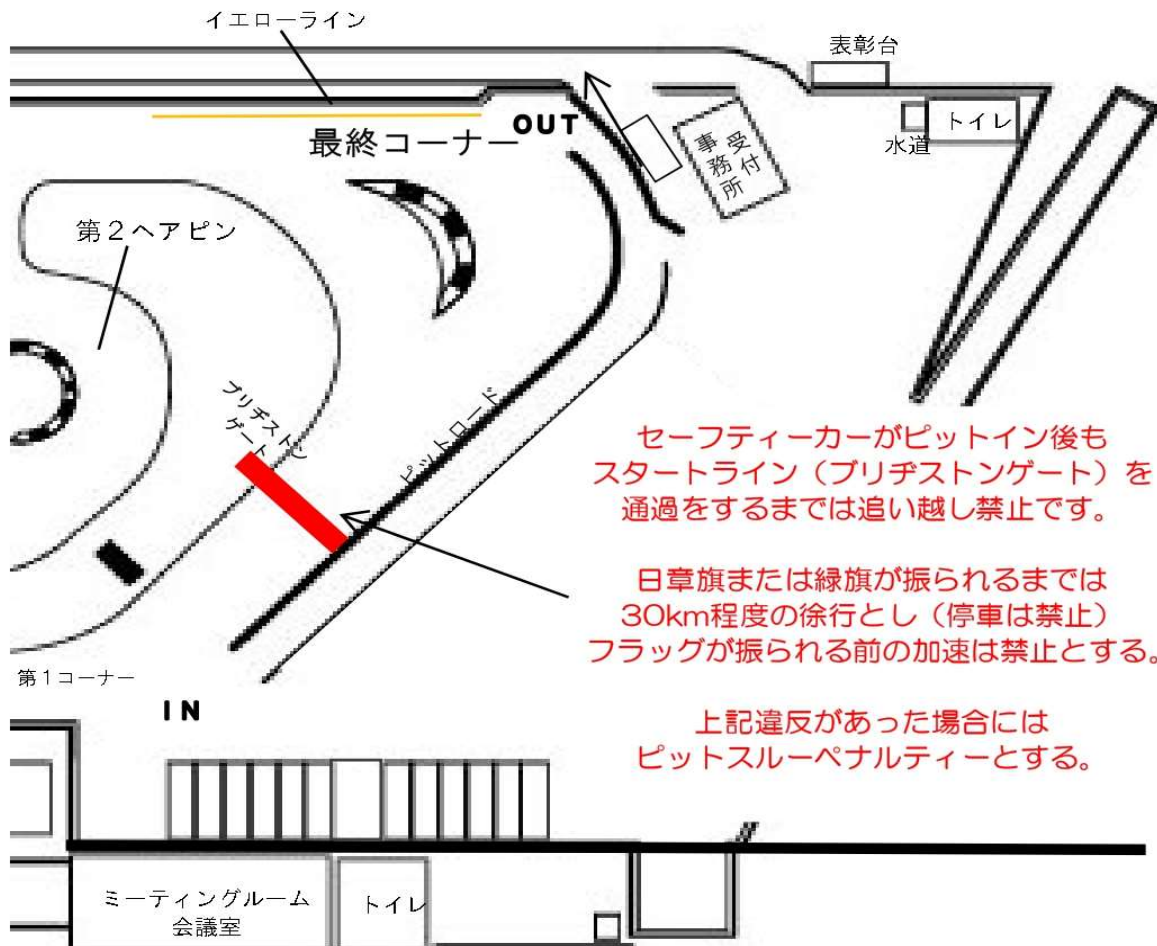 イエローライン
表彰台
トイレ
水道
OUT
最終コーナー
受付
事務所
第2ヘアピン
ブリヂストン
ゲート
ピットロード
セーフティーカーがピットイン後も
スタートライン（ブリヂストンゲート）を
通過をするまでは追い越し禁止です。
日章旗または緑旗が振られるまでは
30km程度の徐行とし（停車は禁止）
フラッグが振られる前の加速は禁止とする。
上記違反があった場合には
ピットスルーペナルティーとする。
第1コーナー
IN
ミーティングルーム
会議室
トイレ